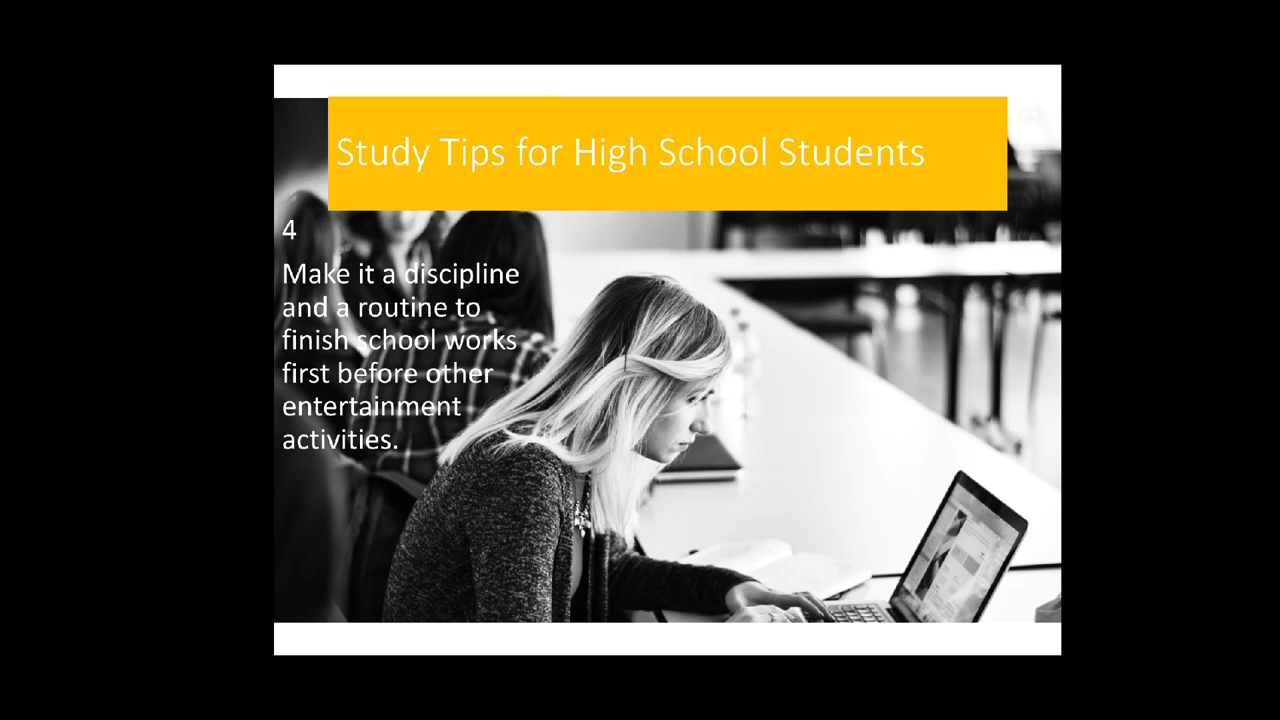 Study Tips for High School Students
4
Make it a discipline
and a routine to
finish school works
first before other
entertainment
activities.